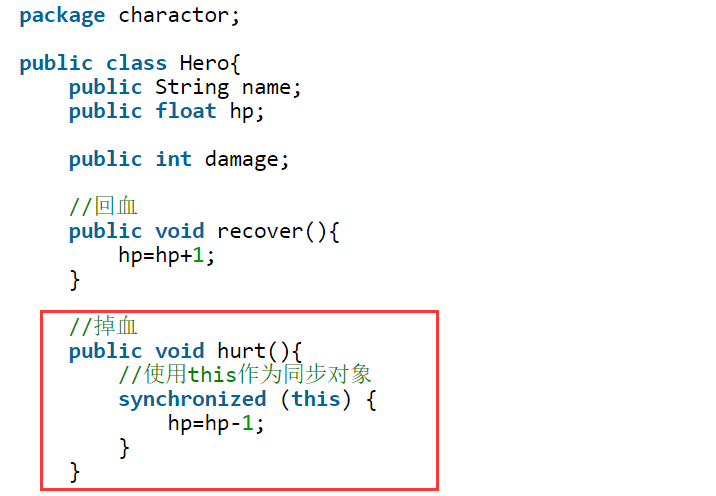 package charactor;
public class Hero{
public String name;
public float hp;
public int damage;
//回血
public void recover(){
hp=hp+1;
}
//掉血
public void hurt(){
//使用this作为同步对象
synchronized (this) {
hp=hp-1;
}
}